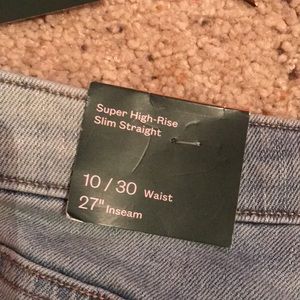 Super High-Rise
Slim Straight
10 / 30 Waist
27" Inseam